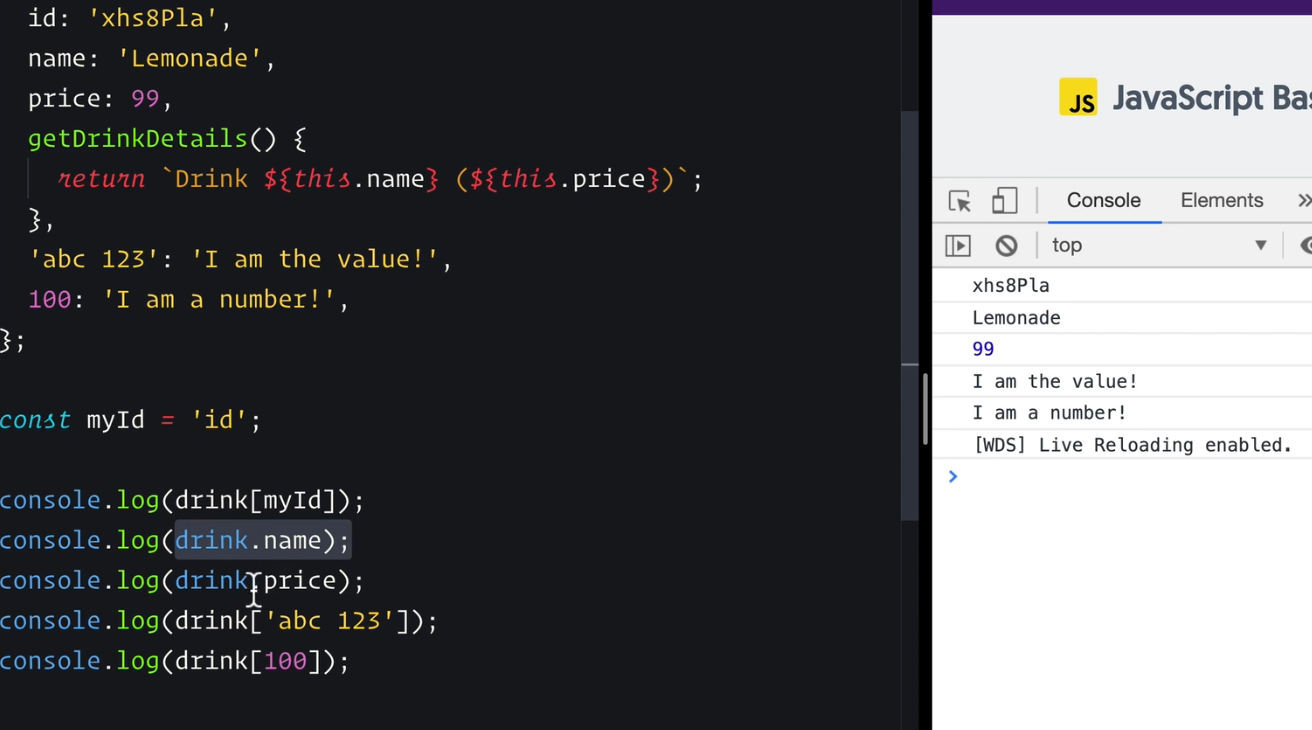 id: 'xhs8Pla',
name: 'Lemonade',
price: 99,
getDrinkDetails() {
return `Drink ${this.name} (${this.price})`;
},
'abc 123': 'I am the value!',
100: 'I am a number!',
};
const myId = 'id';
console.log(drink[myId]);
console.log(drink.name);
console.log(drink.price);
console.log(drink['abc 123']);
console.log(drink[100]);
JS JavaScript Bas
Console Elements »
top ▼
xhs8Pla
Lemonade
99
I am the value!
I am a number!
[WDS] Live Reloading enabled.
>